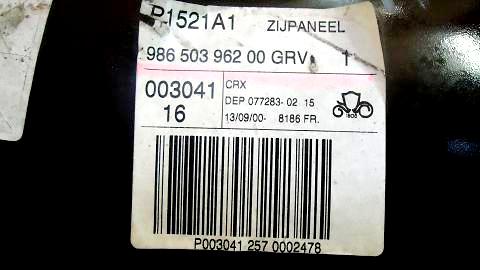 P1521A1 ZIJPANEEL
986 503 962 00 GRV 1
003041
16
CRX
DEP 077283-02 15
13/09/00- 8186 FR.
P003041 257 0002478